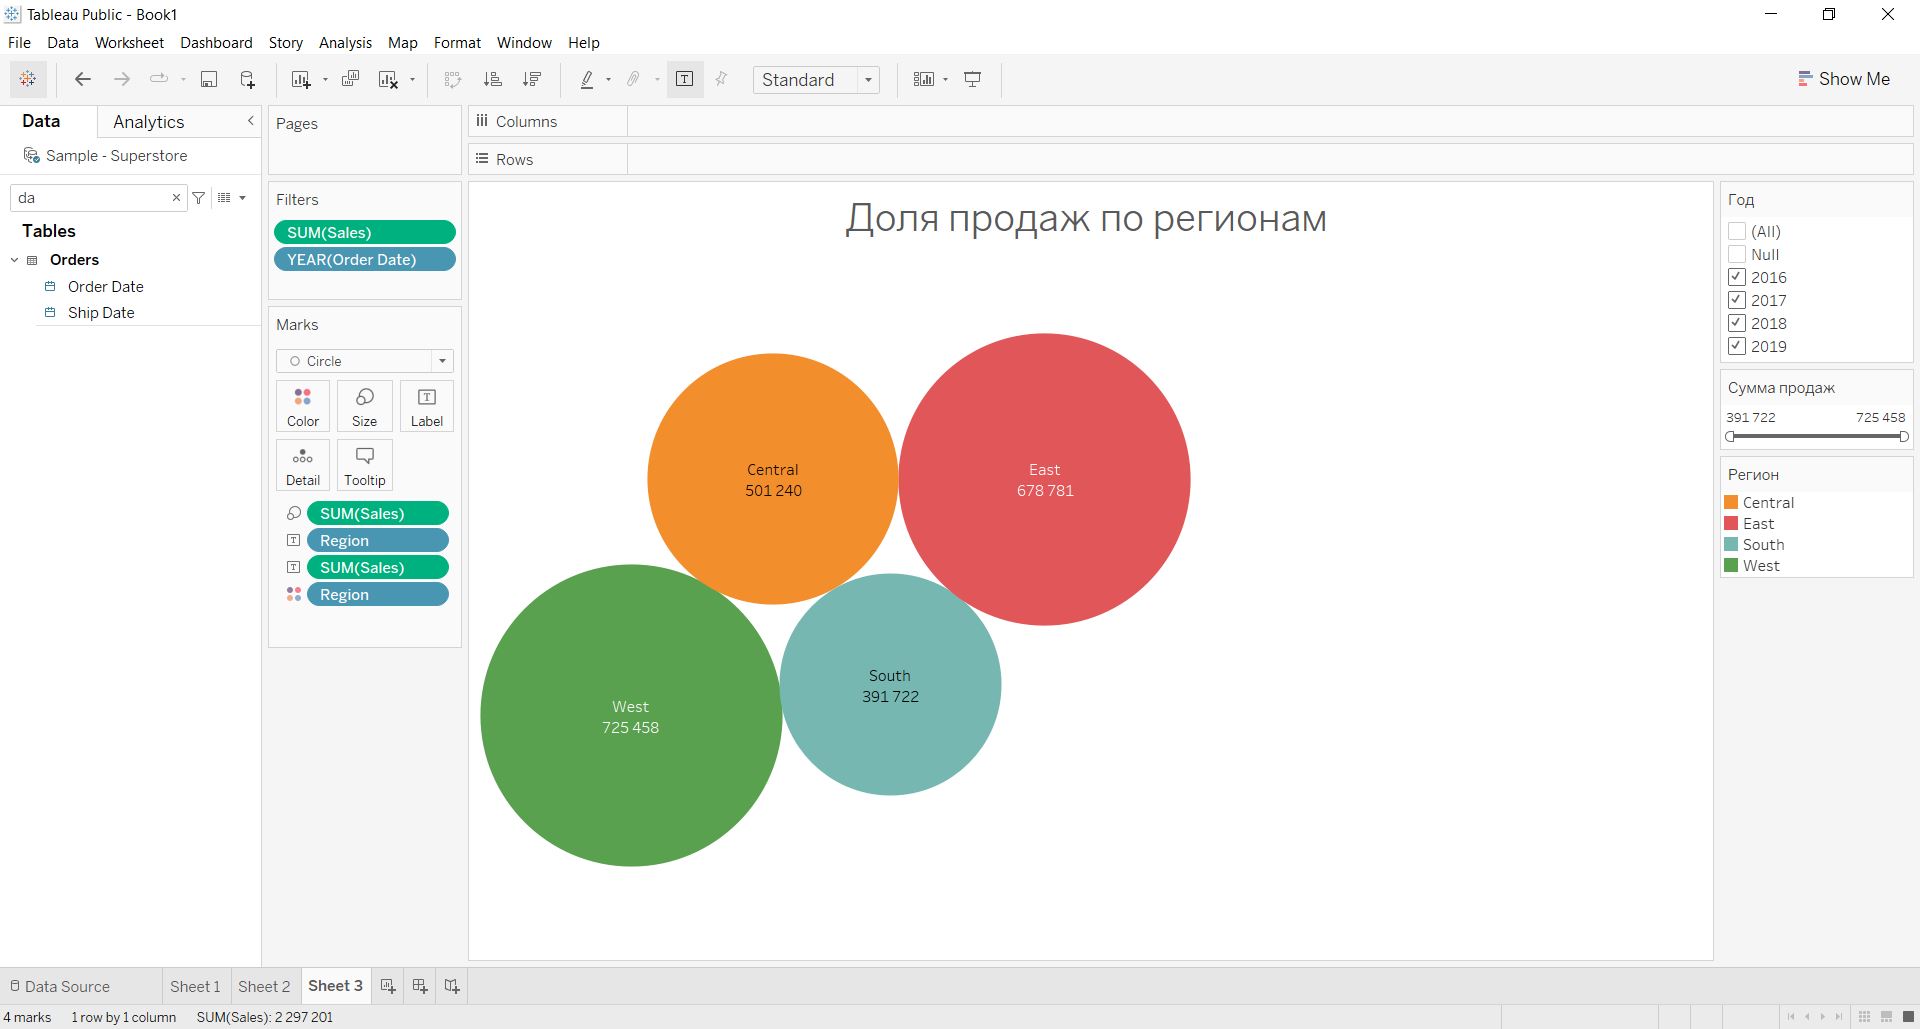 Tableau Public - Book1
File Data Worksheet Dashboard Story Analysis Map Format Window Help
Standard
Show Me
Data
Analytics
Sample - Superstore
da
Tables
Orders
Order Date
Ship Date
Pages
Filters
SUM(Sales)
YEAR(Order Date)
Marks
Circle
Color Size Label
Detail Tooltip
SUM(Sales)
Region
SUM(Sales)
Region
Columns
Rows
Доля продаж по регионам
Central
501 240
East
678 781
South
391 722
West
725 458
Год
(All)
Null
2016
2017
2018
2019
Сумма продаж
391 722 725 458
Регион
Central
East
South
West
Data Source Sheet 1 Sheet 2 Sheet 3
4 marks 1 row by 1 column SUM(Sales): 2 297 201